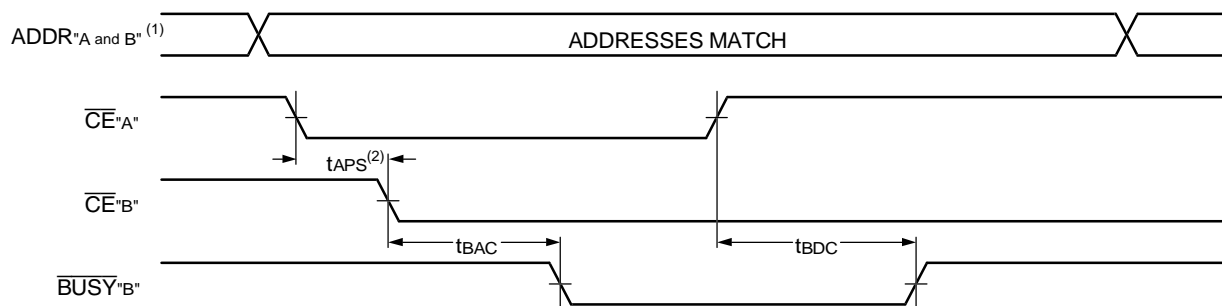 ADDR"A and B" (1)
ADDRESSES MATCH
CE"A"
tAPS(2)
CE"B"
tBAC
tBDC
BUSY"B"